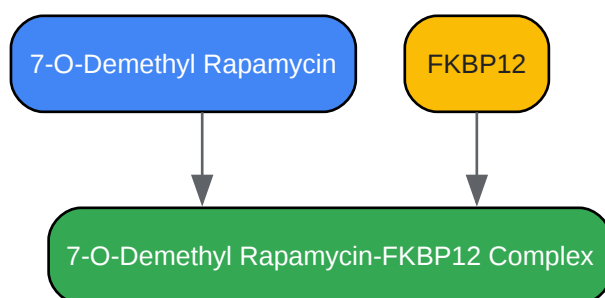 7-O-Demethyl Rapamycin
FKBP12
7-O-Demethyl Rapamycin-FKBP12 Complex